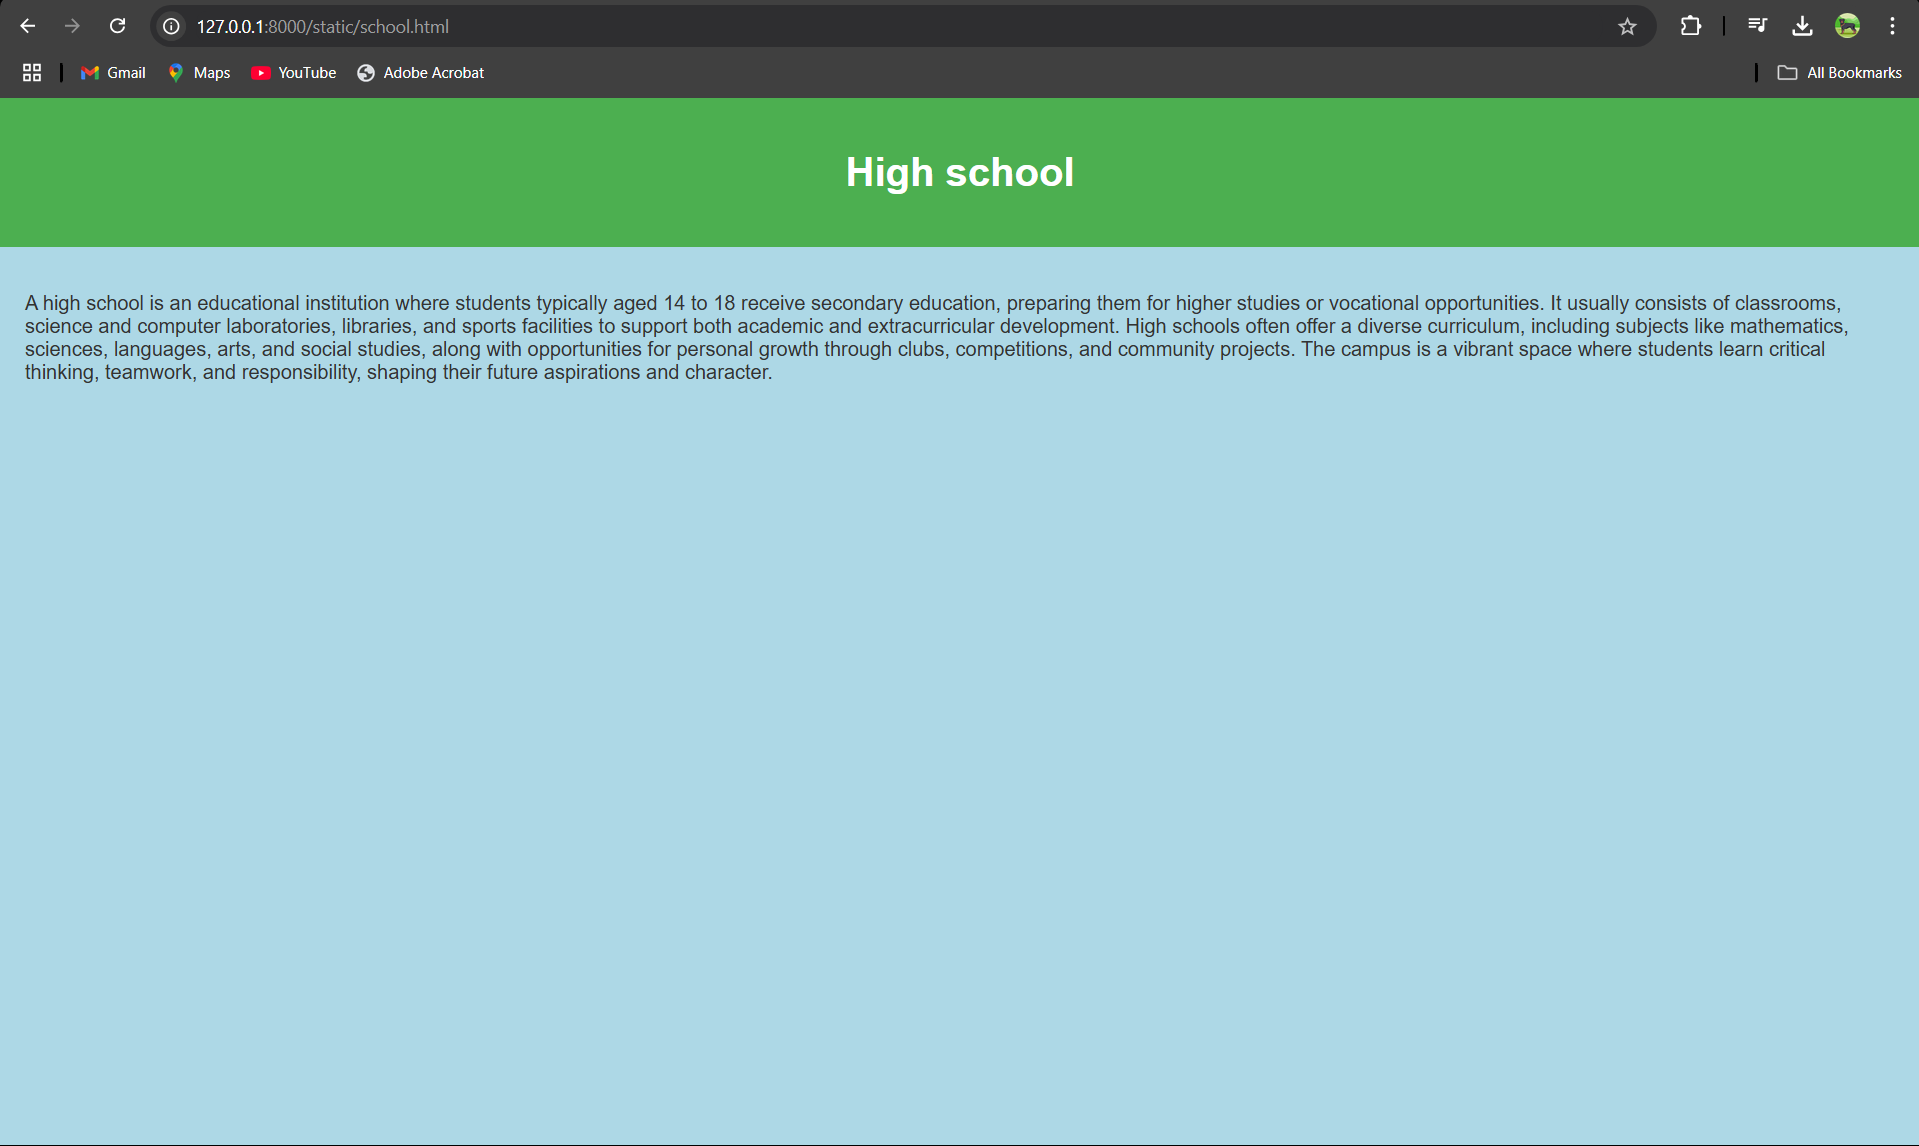 127.0.0.1:8000/static/school.html
Gmail Maps YouTube Adobe Acrobat All Bookmarks
High school
A high school is an educational institution where students typically aged 14 to 18 receive secondary education, preparing them for higher studies or vocational opportunities. It usually consists of classrooms,
science and computer laboratories, libraries, and sports facilities to support both academic and extracurricular development. High schools often offer a diverse curriculum, including subjects like mathematics,
sciences, languages, arts, and social studies, along with opportunities for personal growth through clubs, competitions, and community projects. The campus is a vibrant space where students learn critical
thinking, teamwork, and responsibility, shaping their future aspirations and character.